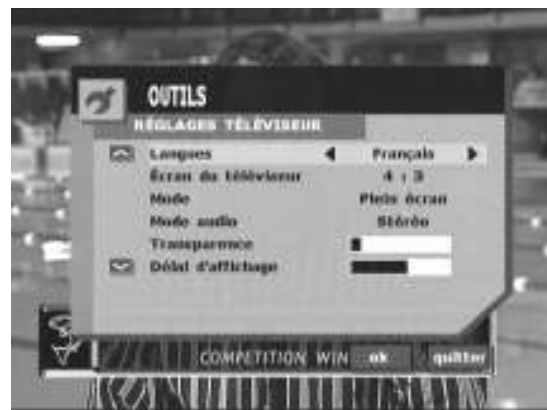 OUTILS
RÉGLAGES TÉLÉVISEUR
Langues Français
Écran du téléviseur 4 : 3
Mode Plein écran
Mode audio Stéréo
Transparence
Délai d'affichage
COMPETITION WIN ok quitter